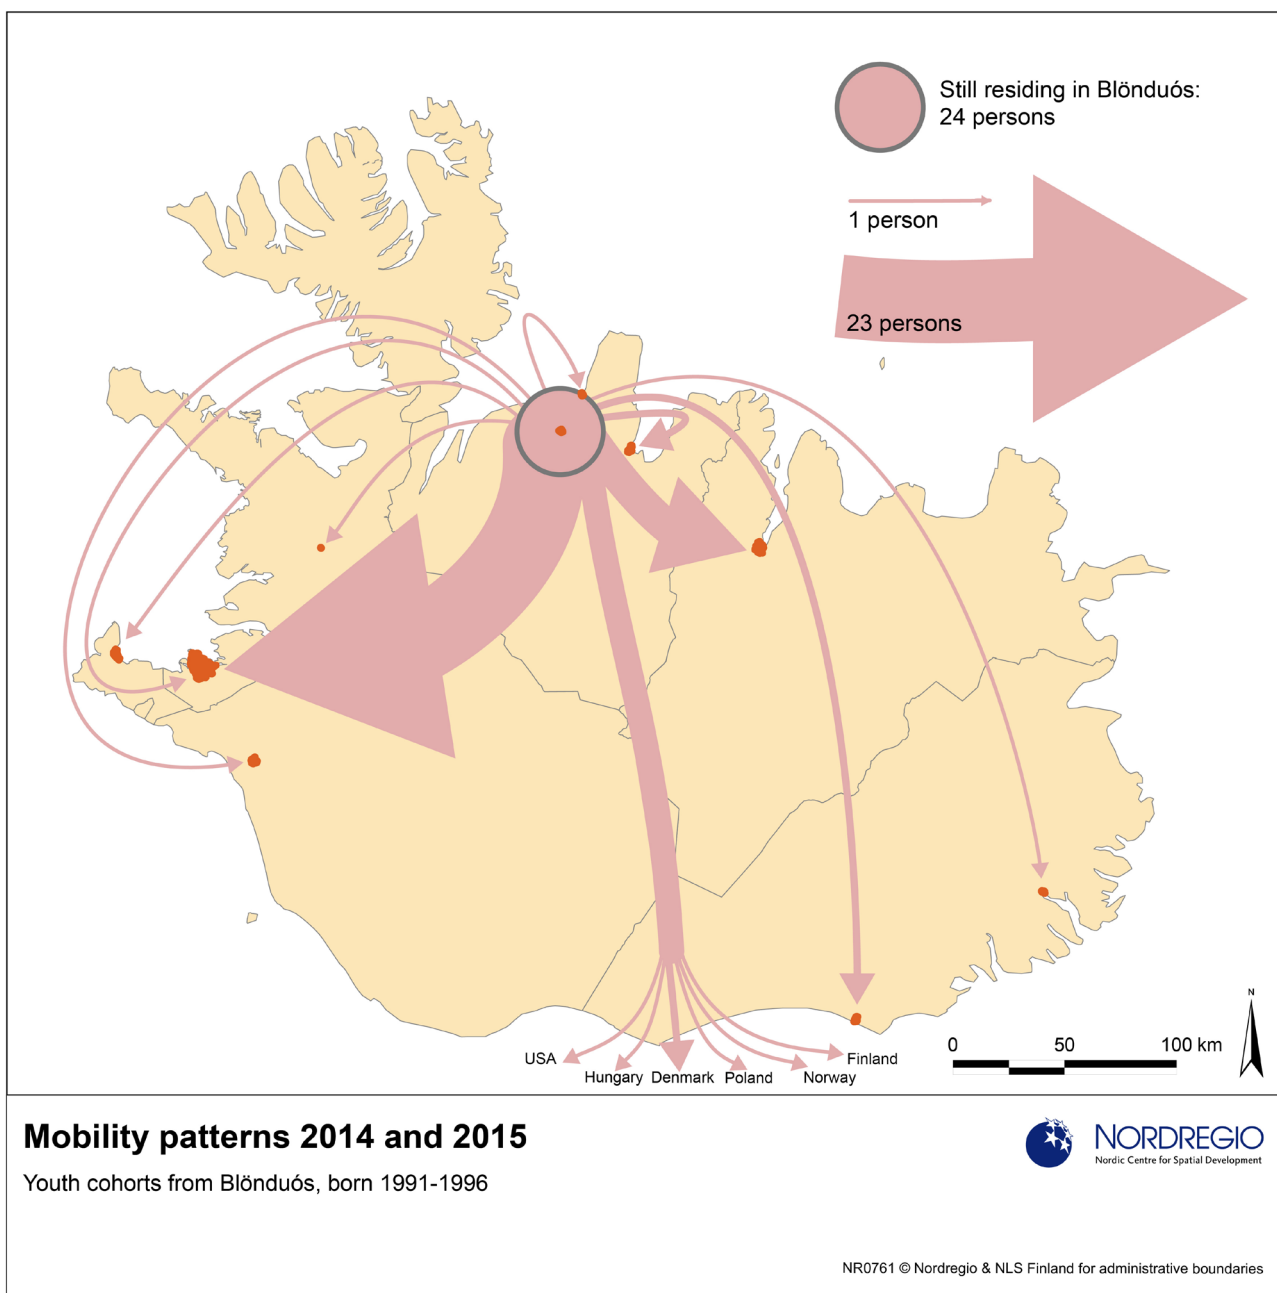 Still residing in Blönduós:
24 persons
1 person
23 persons
N
0 50 100 km
USA
Hungary
Denmark
Poland
Norway
Finland
Mobility patterns 2014 and 2015
Youth cohorts from Blönduós, born 1991-1996
NORDREGIO
Nordic Centre for Spatial Development
NR0761 © Nordregio & NLS Finland for administrative boundaries